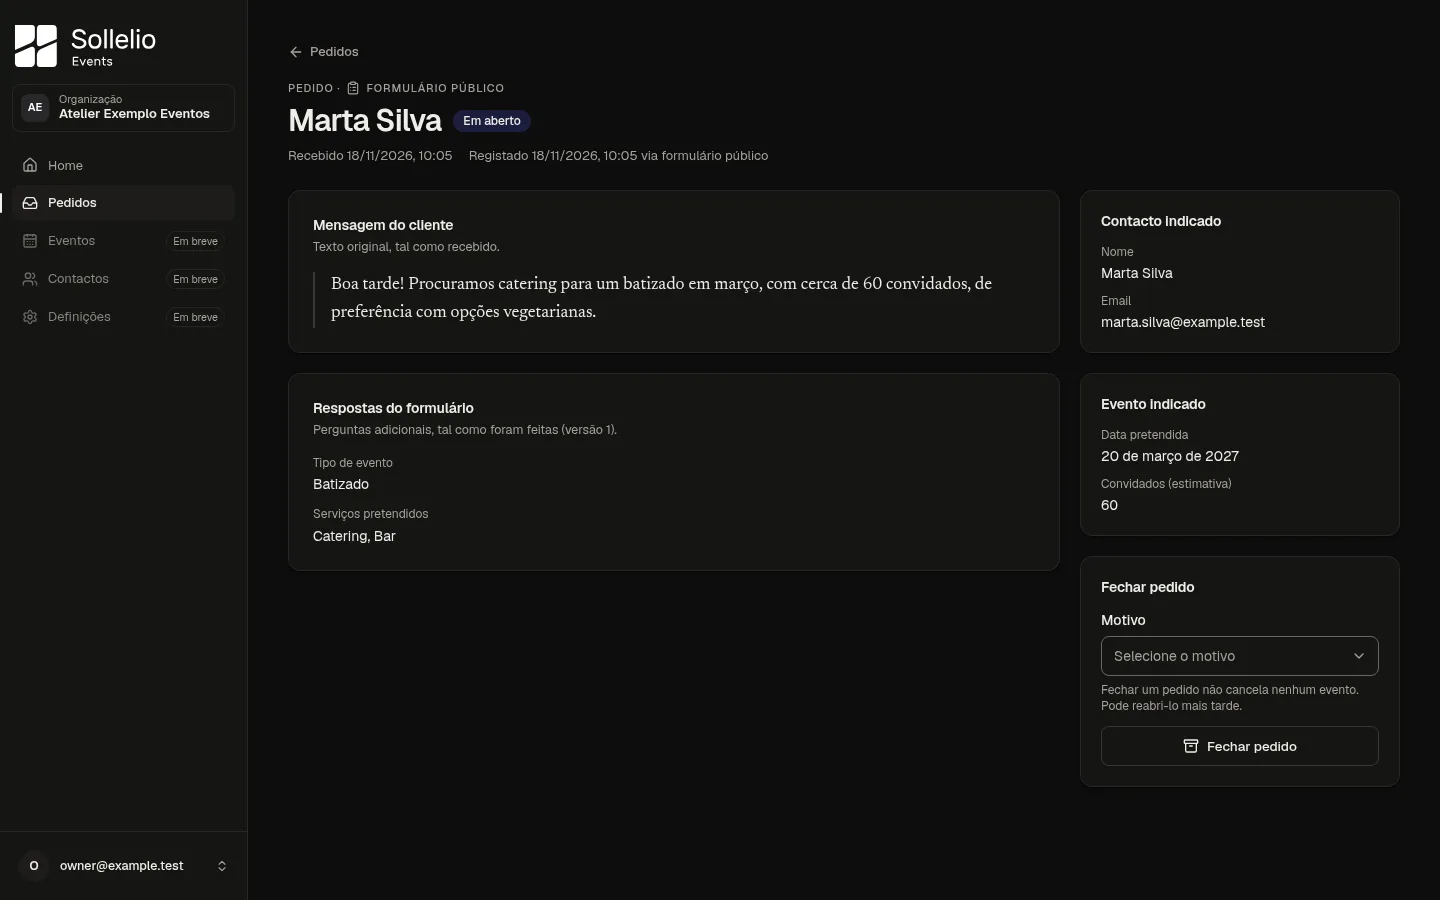 Sollelio
Events
AE
Organização
Atelier Exemplo Eventos
Home
Pedidos
Eventos
Em breve
Contactos
Em breve
Definições
Em breve
O
owner@example.test
Pedidos
PEDIDO · FORMULÁRIO PÚBLICO
Marta Silva
Em aberto
Recebido 18/11/2026, 10:05 Registado 18/11/2026, 10:05 via formulário público
Mensagem do cliente
Texto original, tal como recebido.
Boa tarde! Procuramos catering para um batizado em março, com cerca de 60 convidados, de
preferência com opções vegetarianas.
Respostas do formulário
Perguntas adicionais, tal como foram feitas (versão 1).
Tipo de evento
Batizado
Serviços pretendidos
Catering, Bar
Contacto indicado
Nome
Marta Silva
Email
marta.silva@example.test
Evento indicado
Data pretendida
20 de março de 2027
Convidados (estimativa)
60
Fechar pedido
Motivo
Selecione o motivo
Fechar um pedido não cancela nenhum evento.
Pode reabri-lo mais tarde.
Fechar pedido